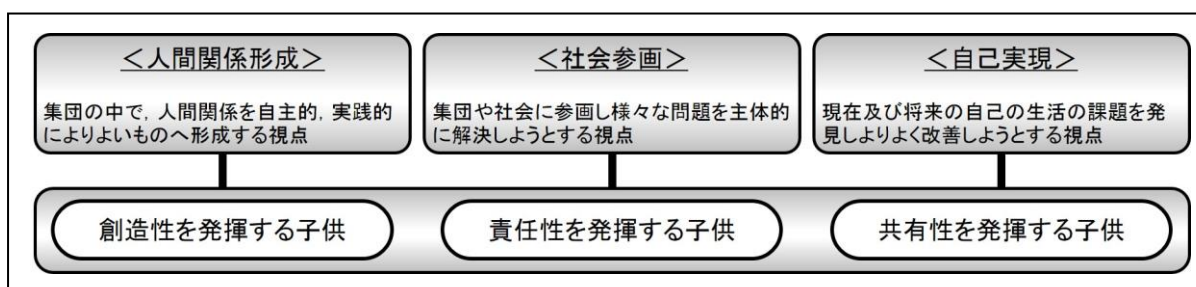 <人間関係形成>
集団の中で,人間関係を自主的,実践的
によりよいものへ形成する視点
<社会参画>
集団や社会に参画し様々な問題を主体的
に解決しようとする視点
<自己実現>
現在及び将来の自己の生活の課題を発
見しよりよく改善しようとする視点
創造性を発揮する子供
責任性を発揮する子供
共有性を発揮する子供